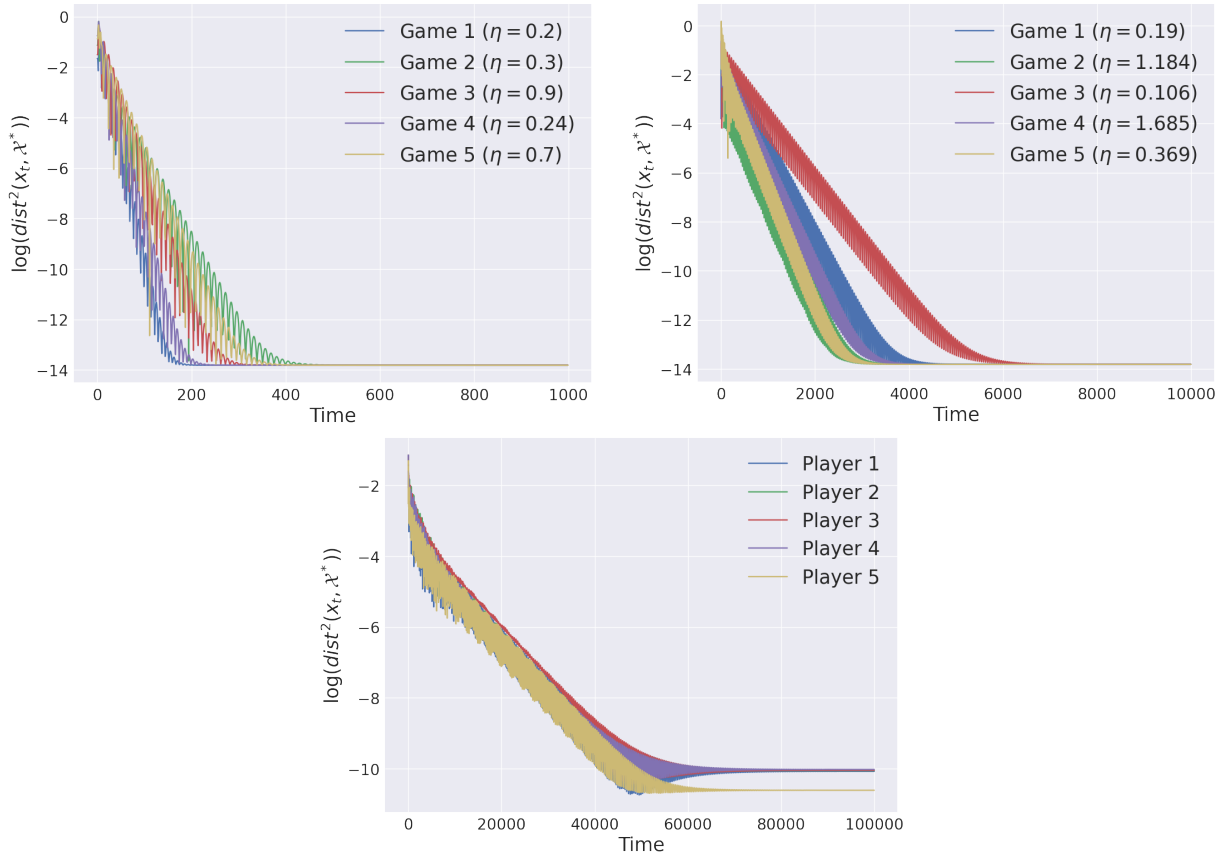 log(dist²(x_t, 𝒳*))
0
−2
−4
−6
−8
−10
−12
−14
0
200
400
600
800
1000
Time
Game 1 (η = 0.2)
Game 2 (η = 0.3)
Game 3 (η = 0.9)
Game 4 (η = 0.24)
Game 5 (η = 0.7)
log(dist²(x_t, 𝒳*))
0
−2
−4
−6
−8
−10
−12
−14
0
2000
4000
6000
8000
10000
Time
Game 1 (η = 0.19)
Game 2 (η = 1.184)
Game 3 (η = 0.106)
Game 4 (η = 1.685)
Game 5 (η = 0.369)
log(dist²(x_t, 𝒳*))
−2
−4
−6
−8
−10
0
20000
40000
60000
80000
100000
Time
Player 1
Player 2
Player 3
Player 4
Player 5